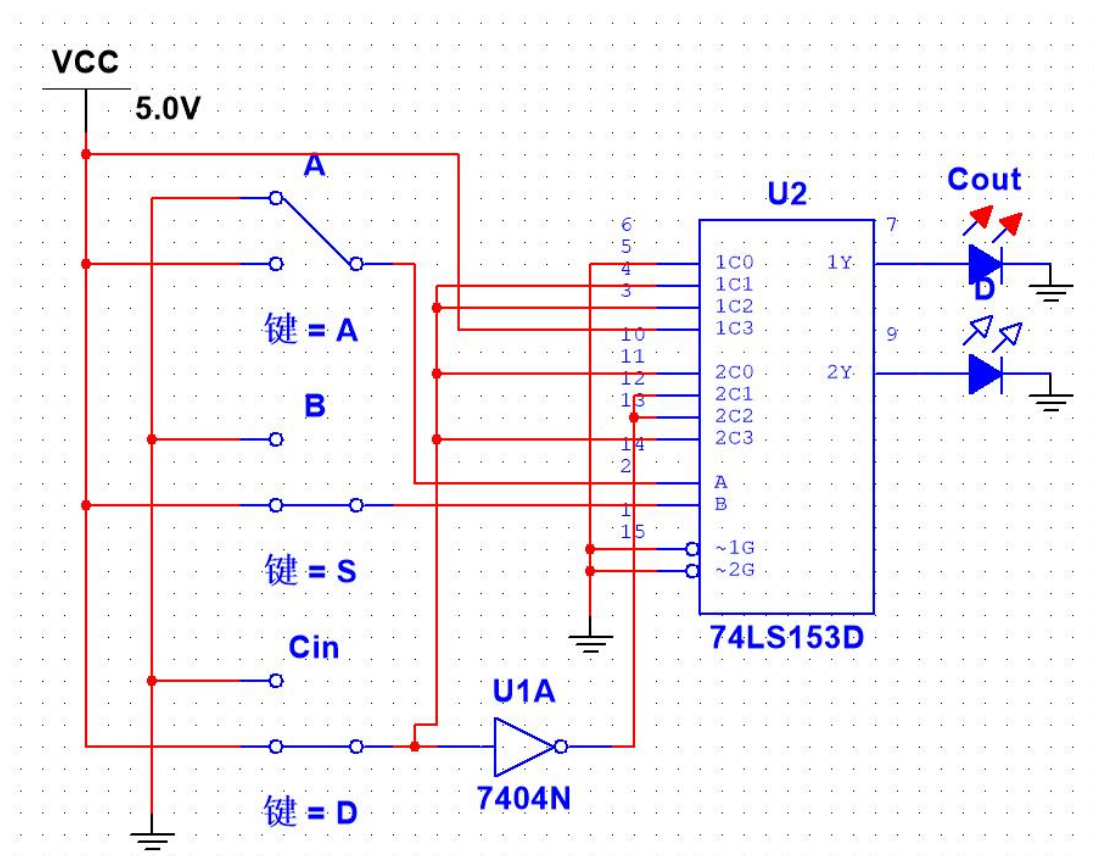 VCC
5.0V
A
键 = A
B
键 = S
Cin
键 = D
U1A
7404N
U2
6
5
4
3
10
11
12
13
14
2
1
15
1C0
1C1
1C2
1C3
2C0
2C1
2C2
2C3
A
B
~1G
~2G
1Y
2Y
7
9
74LS153D
Cout
D